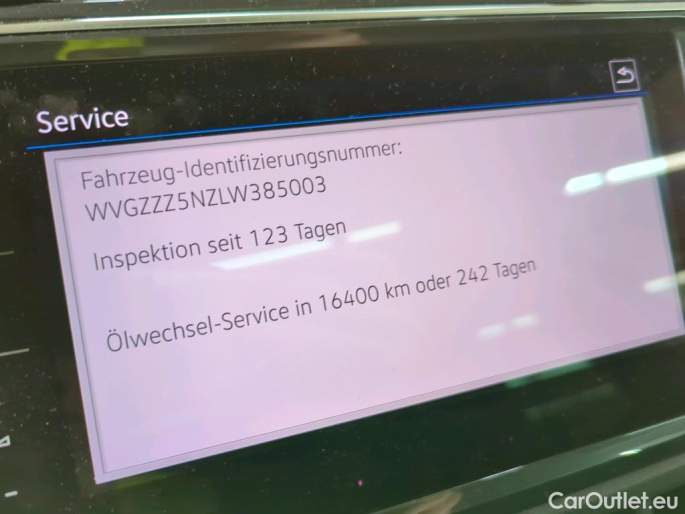 Service
Fahrzeug-Identifizierungsnummer:
WVGZZZ5NZLW385003
Inspektion seit 123 Tagen
Ölwechsel-Service in 16400 km oder 242 Tagen
CarOutlet.eu